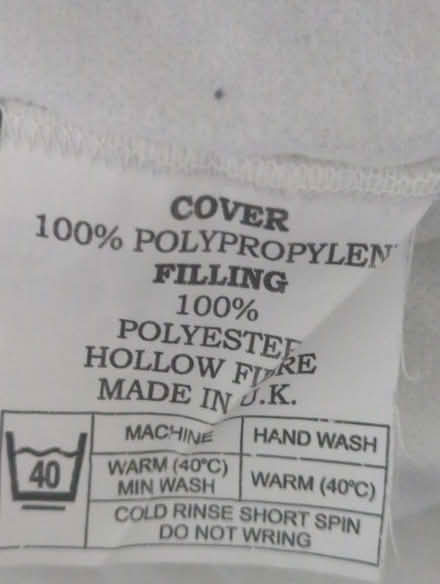 COVER
100% POLYPROPYLEN
FILLING
100%
POLYESTER
HOLLOW FIBRE
MADE IN U.K.
40
MACHINE
HAND WASH
WARM (40°C)
MIN WASH
WARM (40°C)
COLD RINSE SHORT SPIN
DO NOT WRING